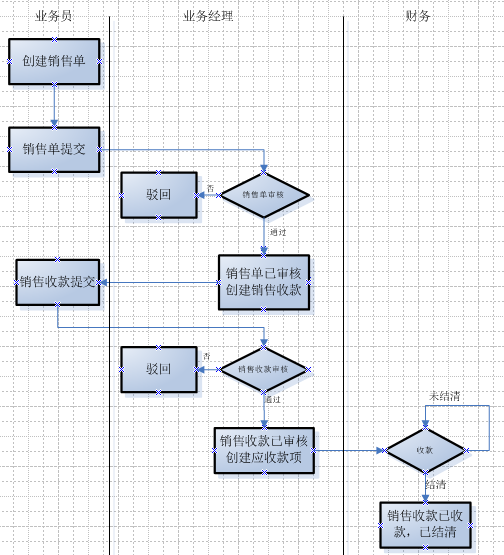 业务员
业务经理
财务
创建销售单
销售单提交
驳回
否
销售单审核
通过
销售单已审核
创建销售收款
销售收款提交
驳回
否
销售收款审核
通过
销售收款已审核
创建应收款项
未结清
收款
结清
销售收款已收
款，已结清